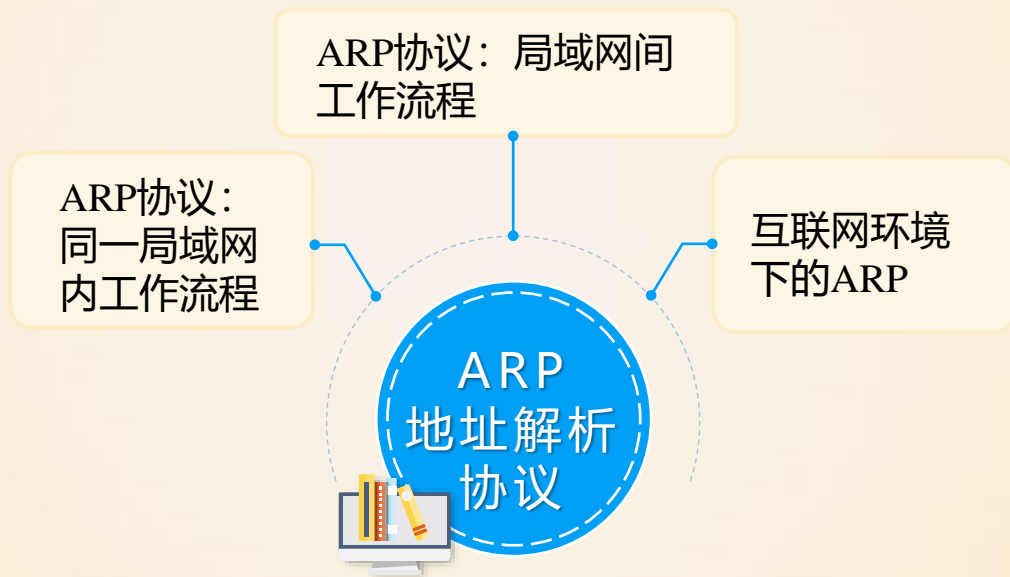 ARP协议：局域网间
工作流程
ARP协议：
同一局域网
内工作流程
互联网环境
下的ARP
ARP
地址解析
协议